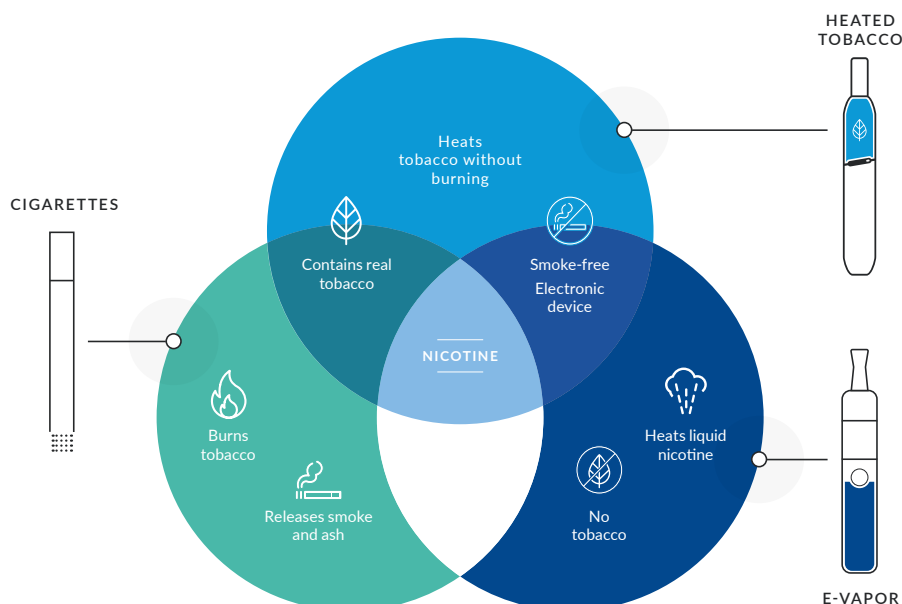 HEATED
TOBACCO
Heats
tobacco without
burning
CIGARETTES
Contains real
tobacco
Smoke-free
Electronic
device
NICOTINE
Burns
tobacco
Heats liquid
nicotine
Releases smoke
and ash
No
tobacco
E-VAPOR